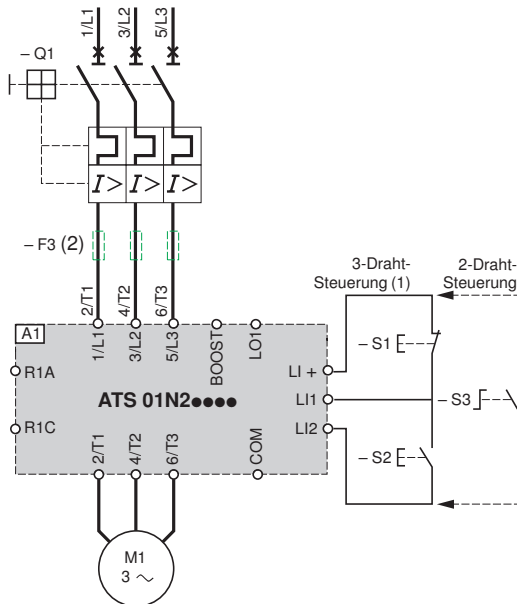 1/L1
3/L2
5/L3
– Q1
I>
I>
I>
– F3 (2)
2/T1
4/T2
6/T3
3-Draht-
Steuerung (1)
2-Draht-
Steuerung
A1
1/L1
3/L2
5/L3
BOOST
LO1
R1A
R1C
ATS 01N2●●●●
LI +
LI1
LI2
– S1
– S2
– S3
2/T1
4/T2
6/T3
COM
M1
3 ~